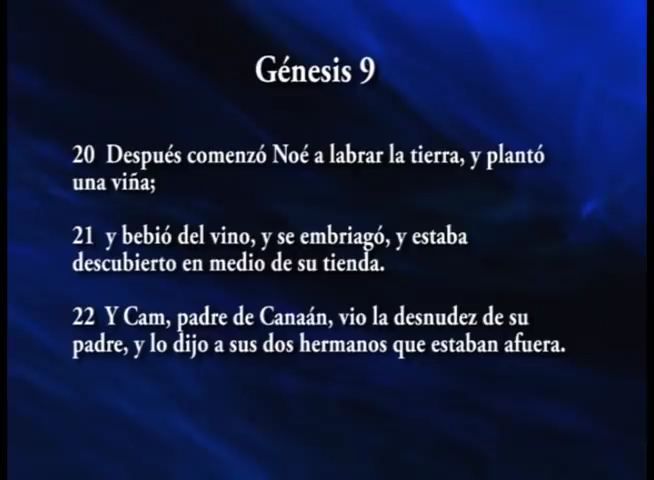 Génesis 9
20 Después comenzó Noé a labrar la tierra, y plantó
una viña;
21 y bebió del vino, y se embriagó, y estaba
descubierto en medio de su tienda.
22 Y Cam, padre de Canaán, vio la desnudez de su
padre, y lo dijo a sus dos hermanos que estaban afuera.